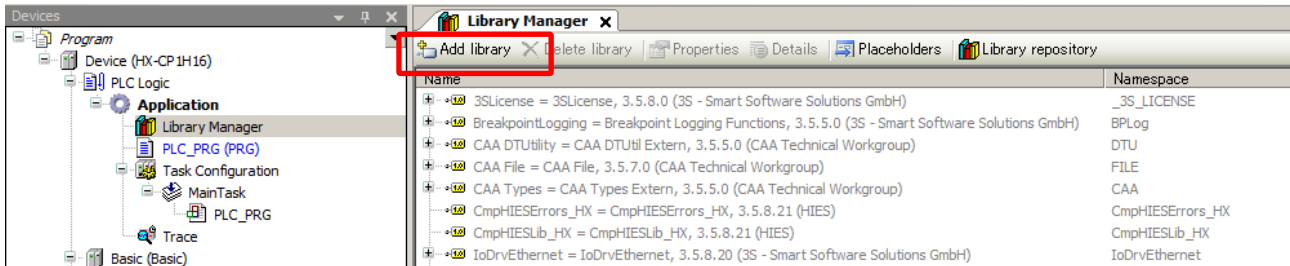 Devices
Program
Device (HX-CP1H16)
PLC Logic
Application
Library Manager
PLC_PRG (PRG)
Task Configuration
MainTask
PLC_PRG
Trace
Basic (Basic)
Library Manager
Add library Delete library Properties Details Placeholders Library repository
Name Namespace
3SLicense = 3SLicense, 3.5.8.0 (3S - Smart Software Solutions GmbH) _3S_LICENSE
BreakpointLogging = Breakpoint Logging Functions, 3.5.5.0 (3S - Smart Software Solutions GmbH) BPLog
CAA DTUtility = CAA DTUtil Extern, 3.5.5.0 (CAA Technical Workgroup) DTU
CAA File = CAA File, 3.5.7.0 (CAA Technical Workgroup) FILE
CAA Types = CAA Types Extern, 3.5.5.0 (CAA Technical Workgroup) CAA
CmpHIESErrors_HX = CmpHIESErrors_HX, 3.5.8.21 (HIES) CmpHIESErrors_HX
CmpHIESLib_HX = CmpHIESLib_HX, 3.5.8.21 (HIES) CmpHIESLib_HX
IoDrvEthernet = IoDrvEthernet, 3.5.8.20 (3S - Smart Software Solutions GmbH) IoDrvEthernet